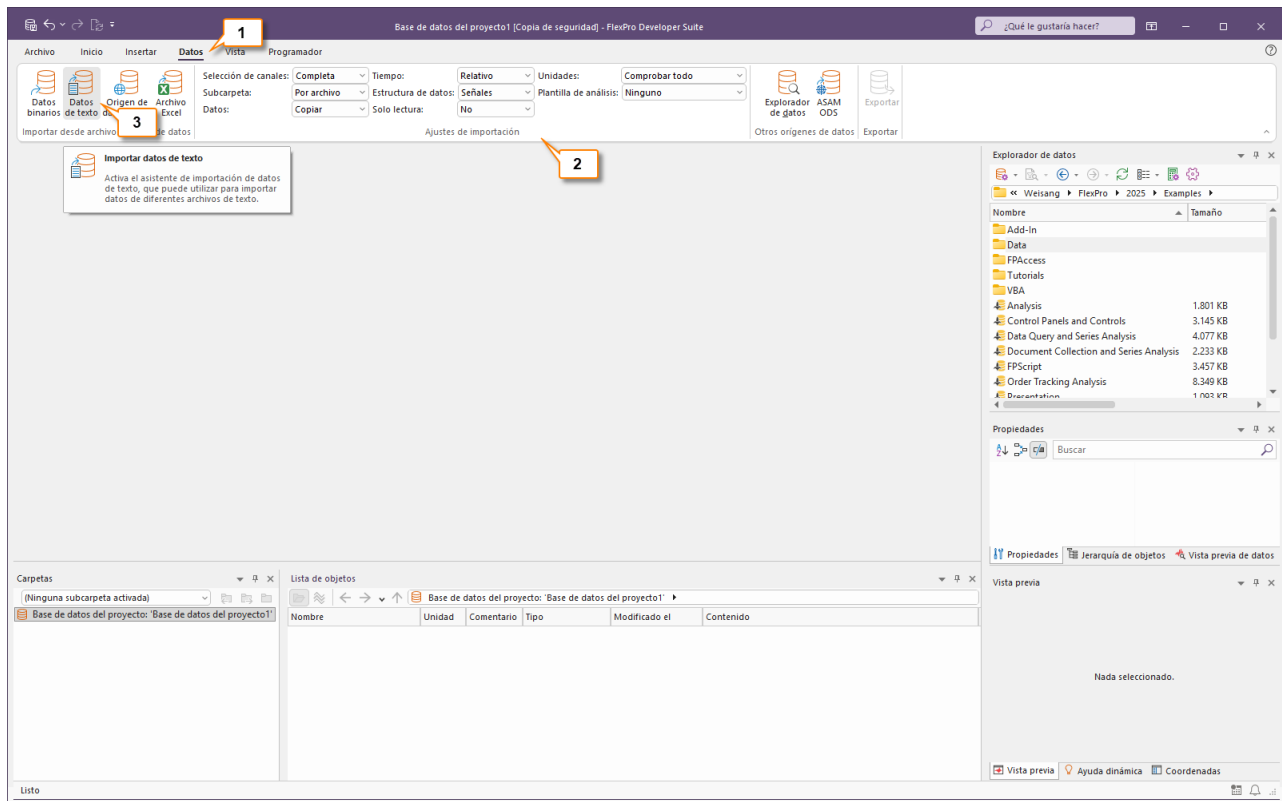 Base de datos del proyecto1 [Copia de seguridad] - FlexPro Developer Suite
¿Qué le gustaría hacer?
1
Archivo Inicio Insertar Datos Vista Programador
Datos binarios
Datos de texto
Origen de
Archivo Excel
3
Importar desde archivo de datos
Selección de canales: Completa
Subcarpeta: Por archivo
Datos: Copiar
Tiempo: Relativo
Estructura de datos: Señales
Solo lectura: No
Unidades: Comprobar todo
Plantilla de análisis: Ninguno
Ajustes de importación
2
Explorador de datos
ASAM ODS
Otros orígenes de datos
Exportar
Exportar
Importar datos de texto
Activa el asistente de importación de datos
de texto, que puede utilizar para importar
datos de diferentes archivos de texto.
Explorador de datos
« Weisang FlexPro 2025 Examples
Nombre Tamaño
Add-In
Data
FPAccess
Tutorials
VBA
Analysis 1.801 KB
Control Panels and Controls 3.145 KB
Data Query and Series Analysis 4.077 KB
Document Collection and Series Analysis 2.233 KB
FPScript 3.457 KB
Order Tracking Analysis 8.349 KB
Presentation 1.093 KB
Propiedades
Buscar
Propiedades Jerarquía de objetos Vista previa de datos
Carpetas
(Ninguna subcarpeta activada)
Base de datos del proyecto: 'Base de datos del proyecto1'
Lista de objetos
Base de datos del proyecto: 'Base de datos del proyecto1'
Nombre Unidad Comentario Tipo Modificado el Contenido
Vista previa
Nada seleccionado.
Vista previa Ayuda dinámica Coordenadas
Listo